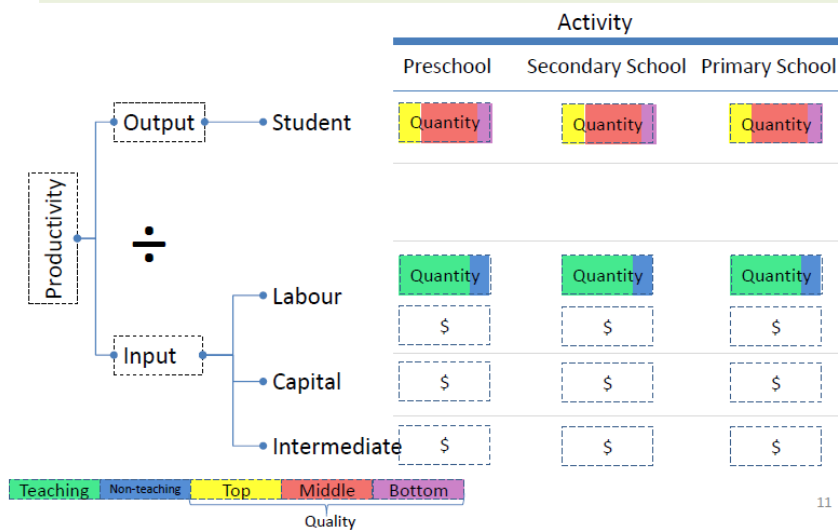 Activity
Preschool Secondary School Primary School
Productivity
Output
Student
Quantity Quantity Quantity
÷
Input
Labour
Quantity Quantity Quantity
$ $ $
Capital
$ $ $
Intermediate
$ $ $
Teaching Non-teaching Top Middle Bottom
Quality
11